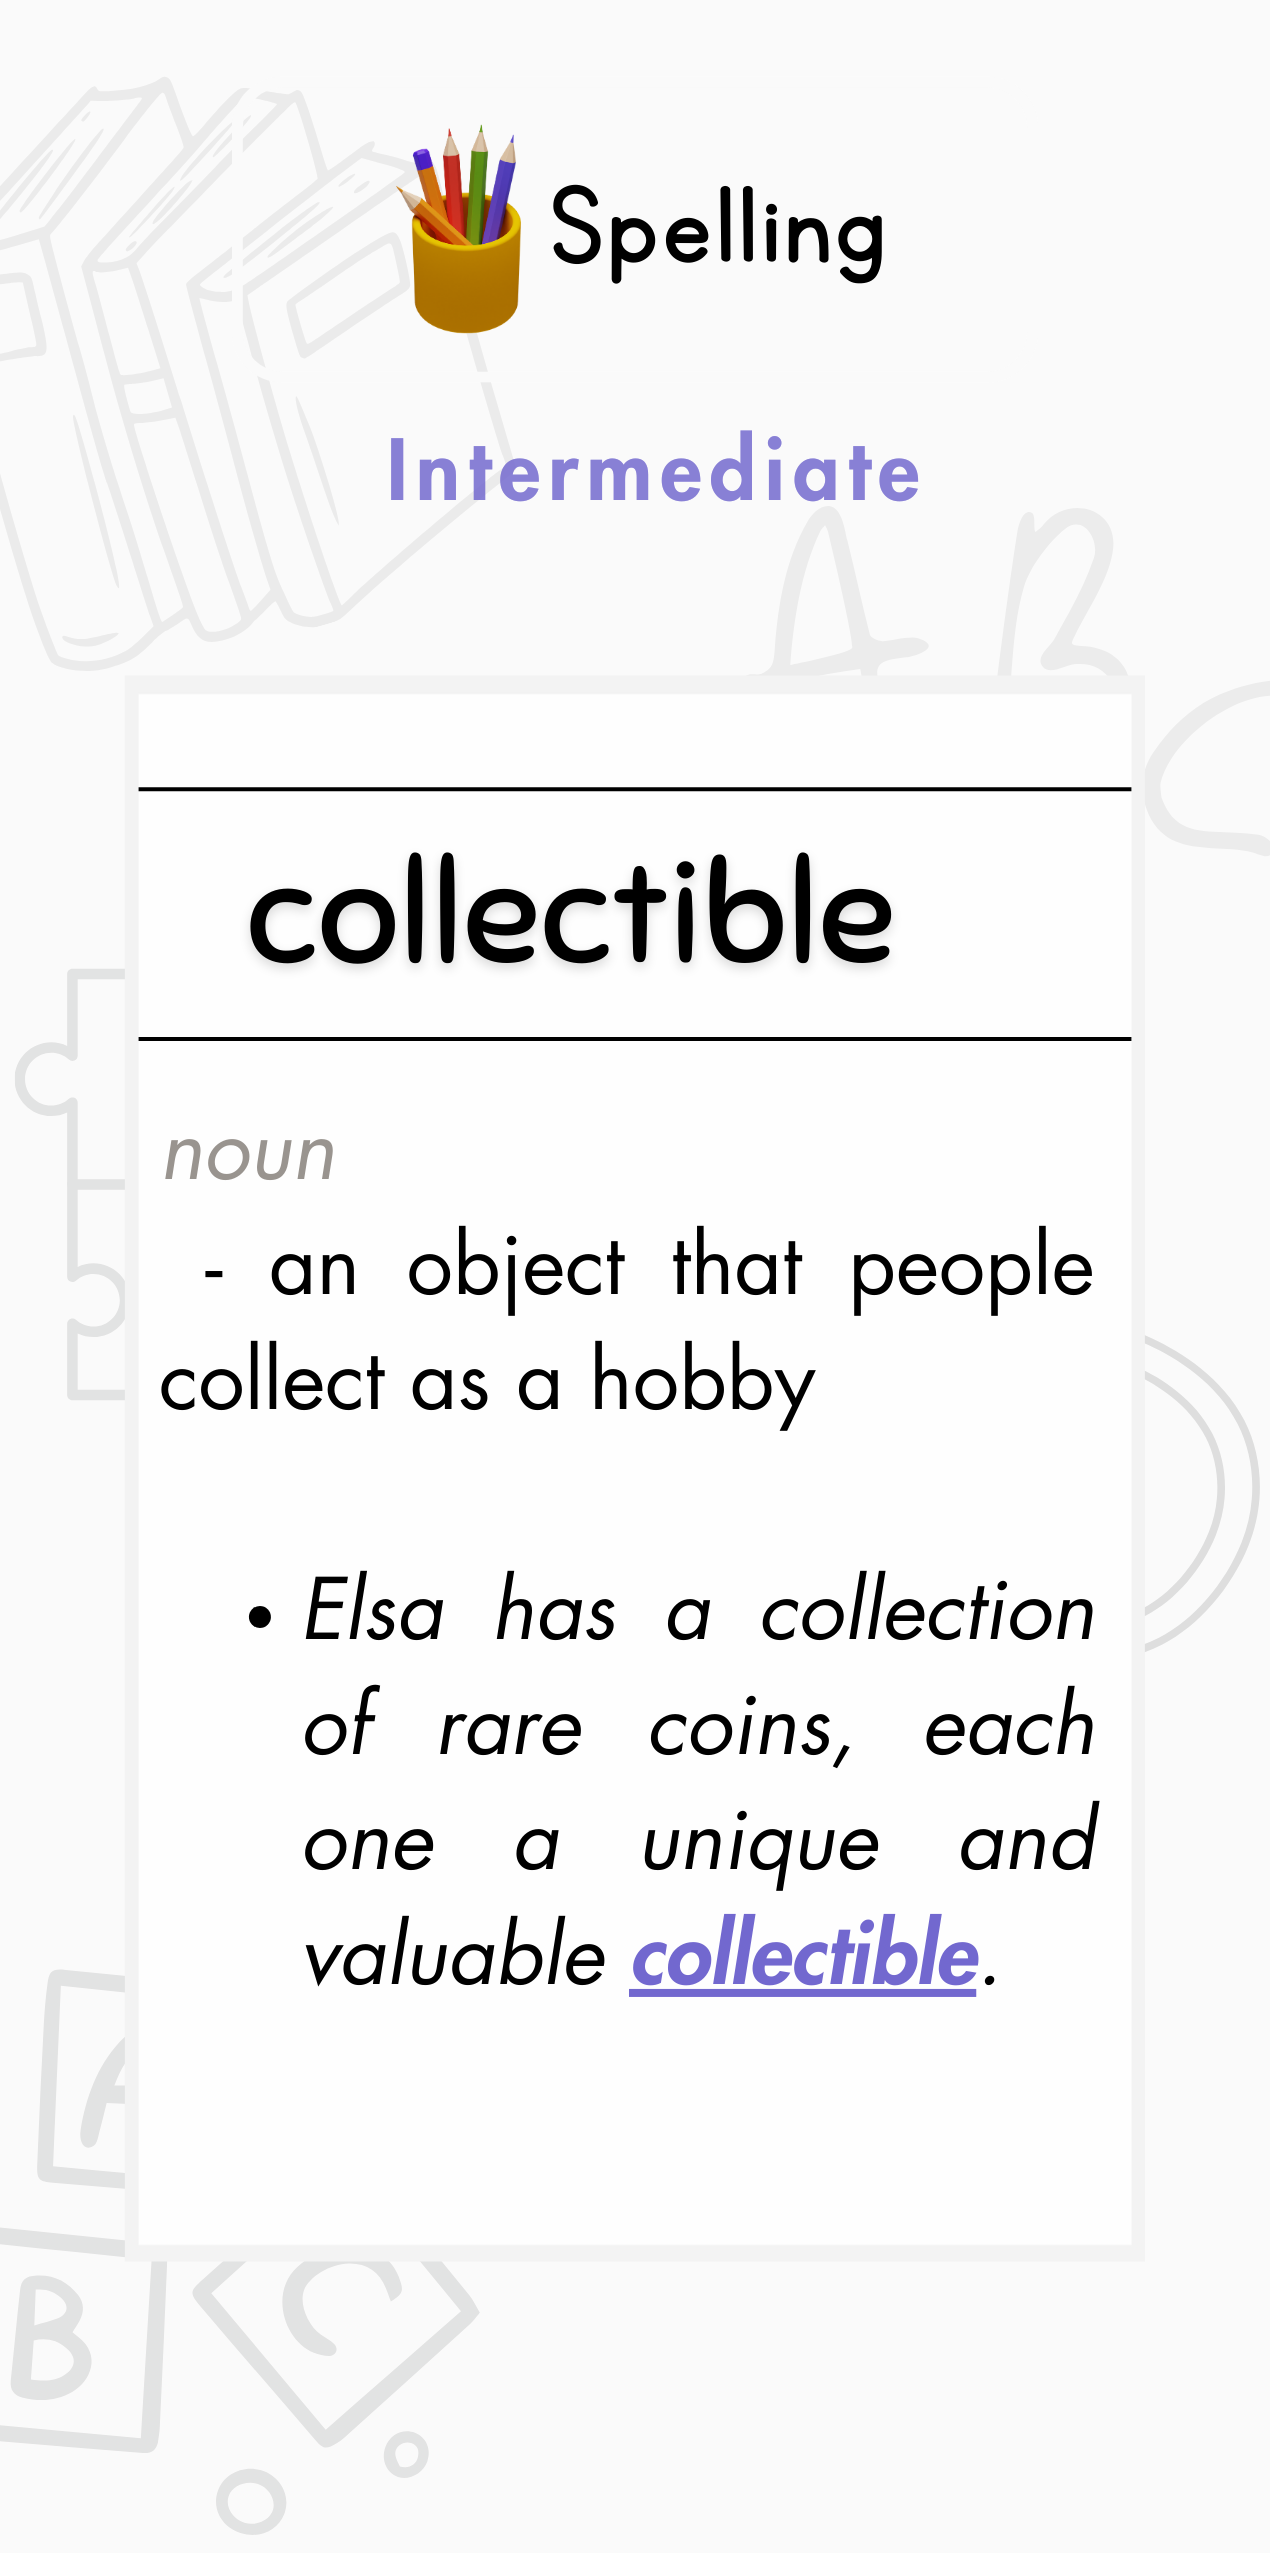 Spelling
Intermediate
A B C
collectible
noun
- an object that people
collect as a hobby
• Elsa has a collection
of rare coins, each
one a unique and
valuable collectible.
A
B
C